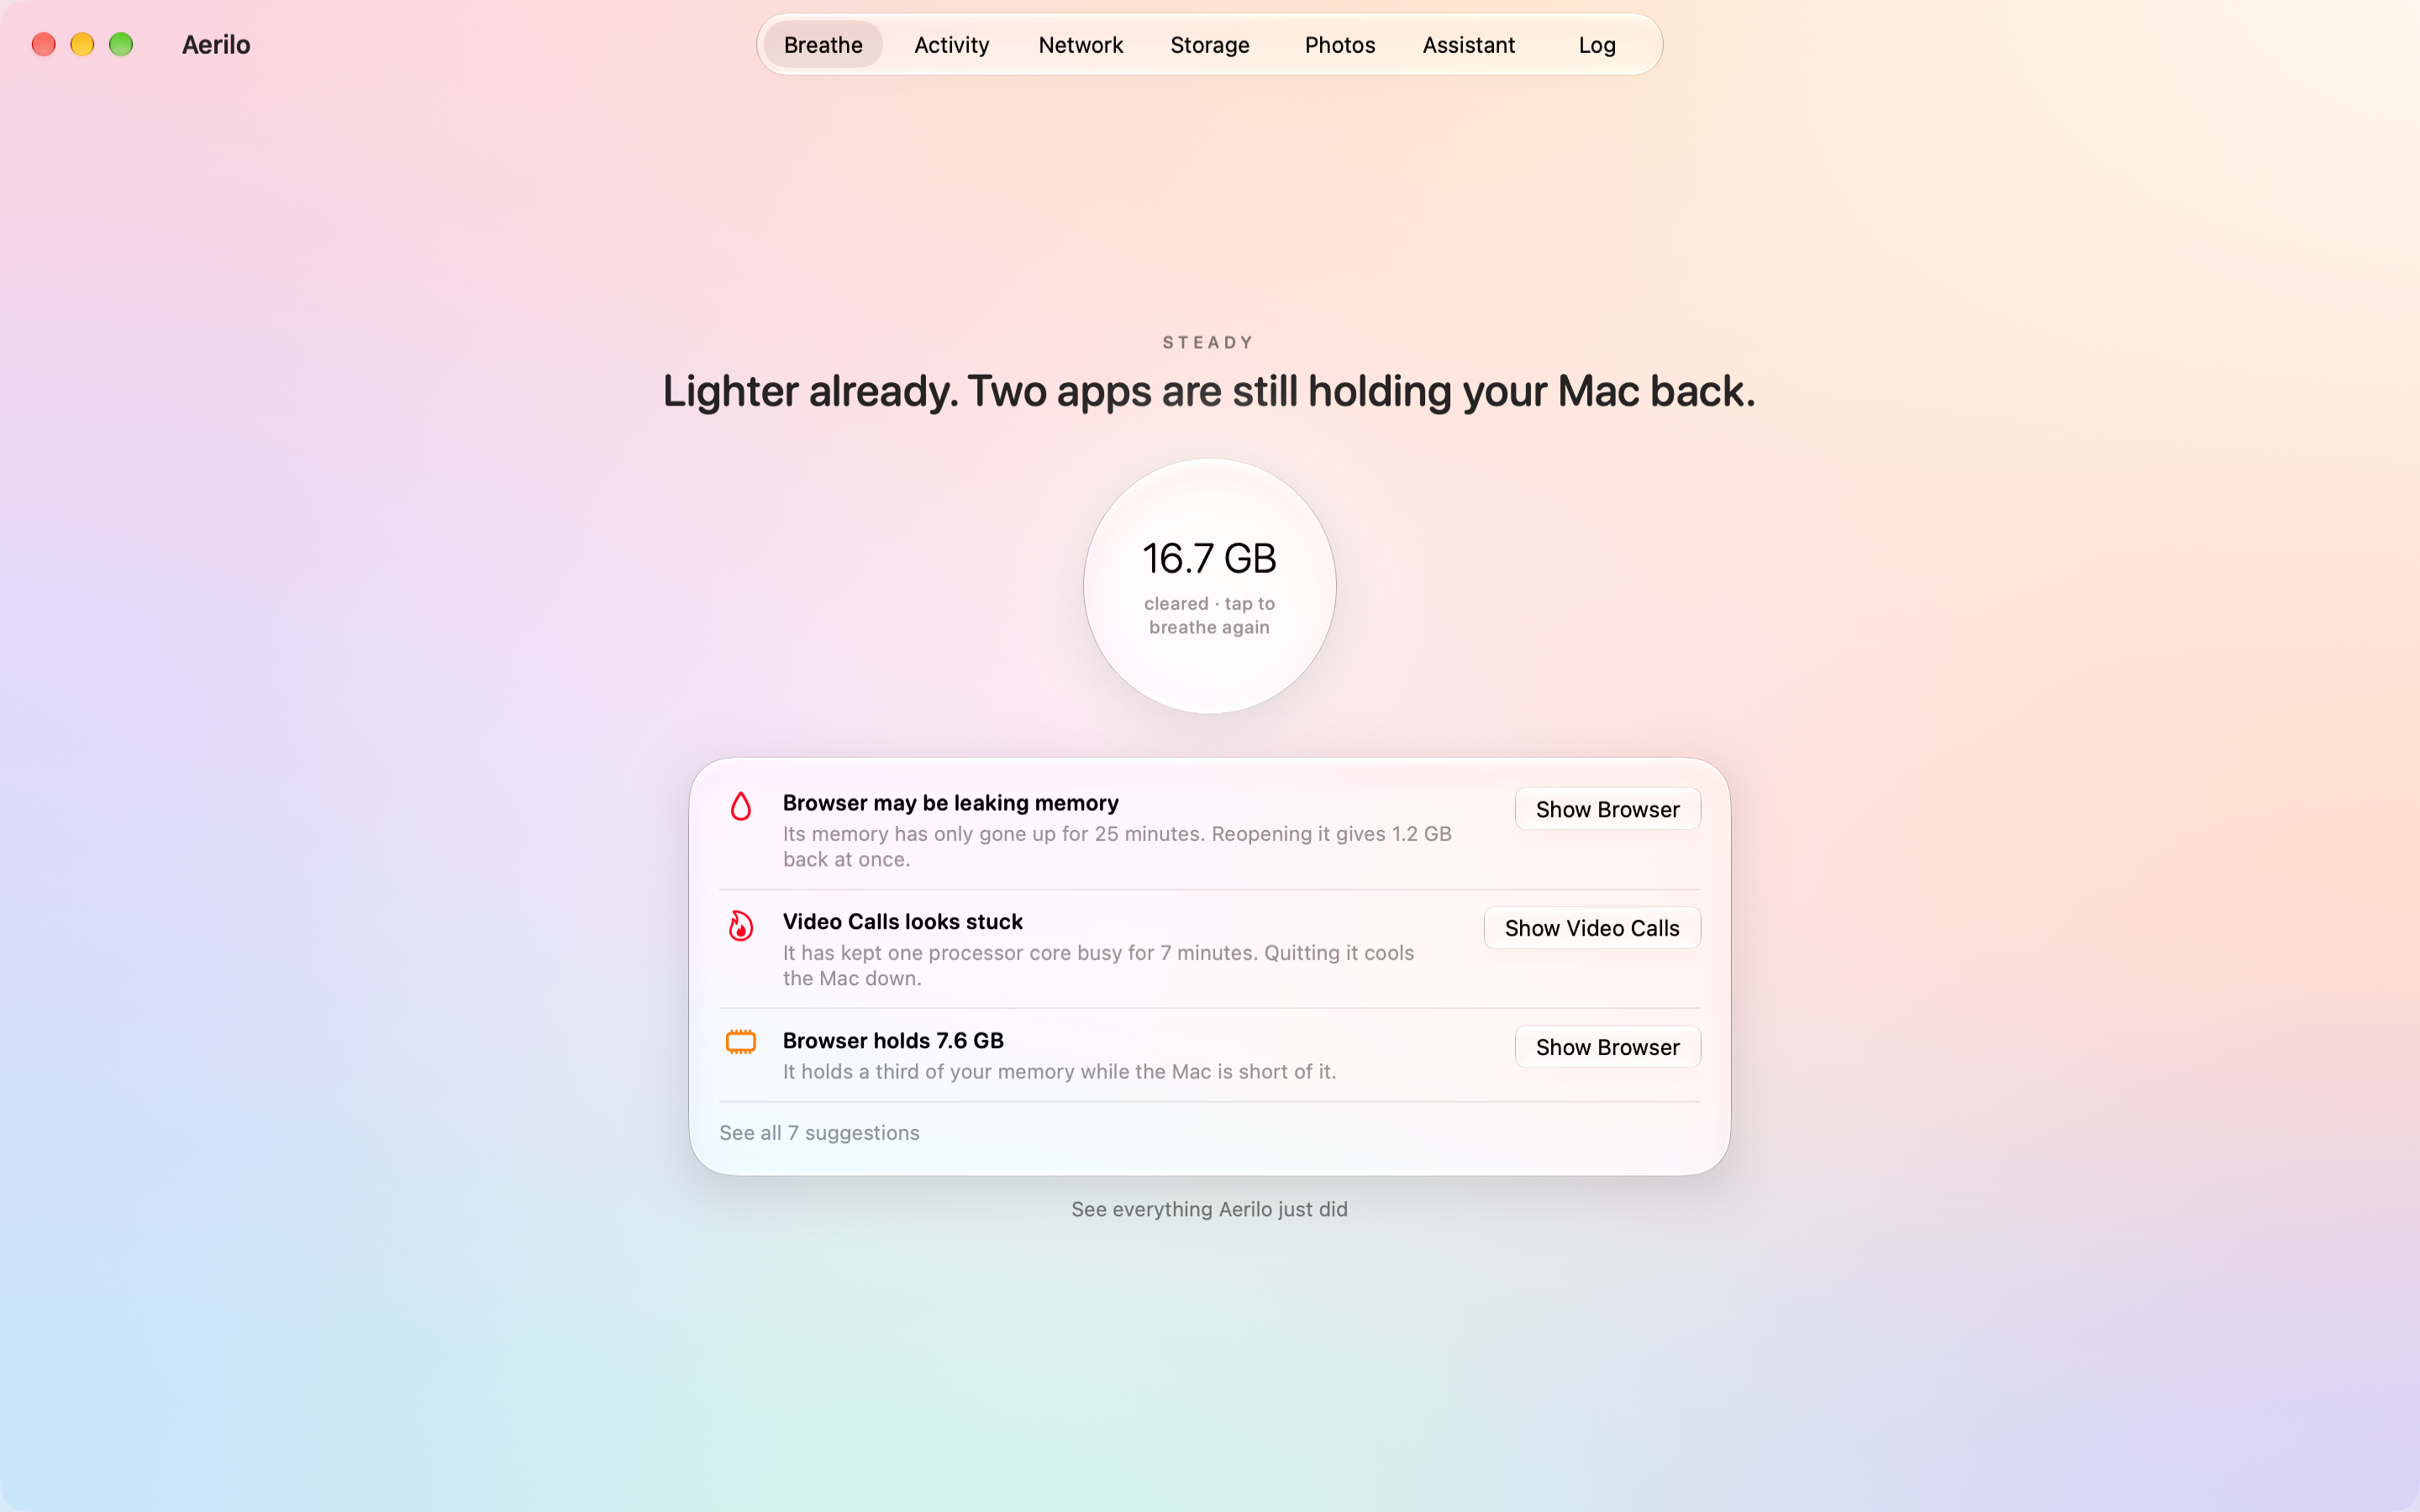 Aerilo
Breathe Activity Network Storage Photos Assistant Log
STEADY
Lighter already. Two apps are still holding your Mac back.
16.7 GB
cleared · tap to
breathe again
Browser may be leaking memory
Its memory has only gone up for 25 minutes. Reopening it gives 1.2 GB
back at once.
Show Browser
Video Calls looks stuck
It has kept one processor core busy for 7 minutes. Quitting it cools
the Mac down.
Show Video Calls
Browser holds 7.6 GB
It holds a third of your memory while the Mac is short of it.
Show Browser
See all 7 suggestions
See everything Aerilo just did